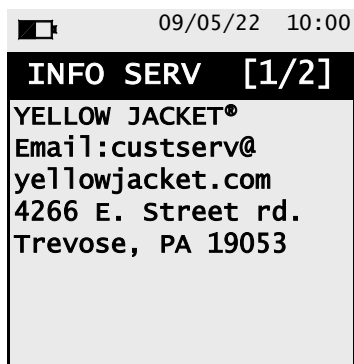 09/05/22 10:00
INFO SERV [1/2]
YELLOW JACKET®
Email:custserv@
yellowjacket.com
4266 E. Street rd.
Trevose, PA 19053